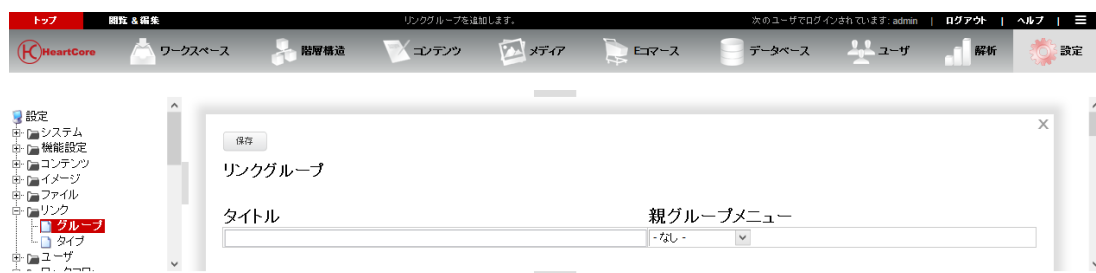 トップ 閲覧 & 編集 リンクグループを追加します。 次のユーザでログインされています: admin | ログアウト | ヘルプ | ☰
HeartCore ワークスペース 階層構造 コンテンツ メディア Eコマース データベース ユーザ 解析 設定
設定
システム
機能設定
コンテンツ
イメージ
ファイル
リンク
グループ
タイプ
ユーザ
X
保存
リンクグループ
タイトル 親グループメニュー
- なし -